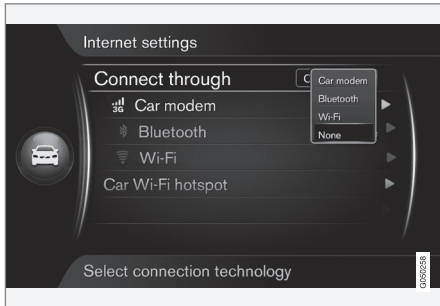 Internet settings
Connect through
C
Car modem
Bluetooth
Wi-Fi
None
3G
Car modem
Bluetooth
Wi-Fi
Car Wi-Fi hotspot
Select connection technology
G050258